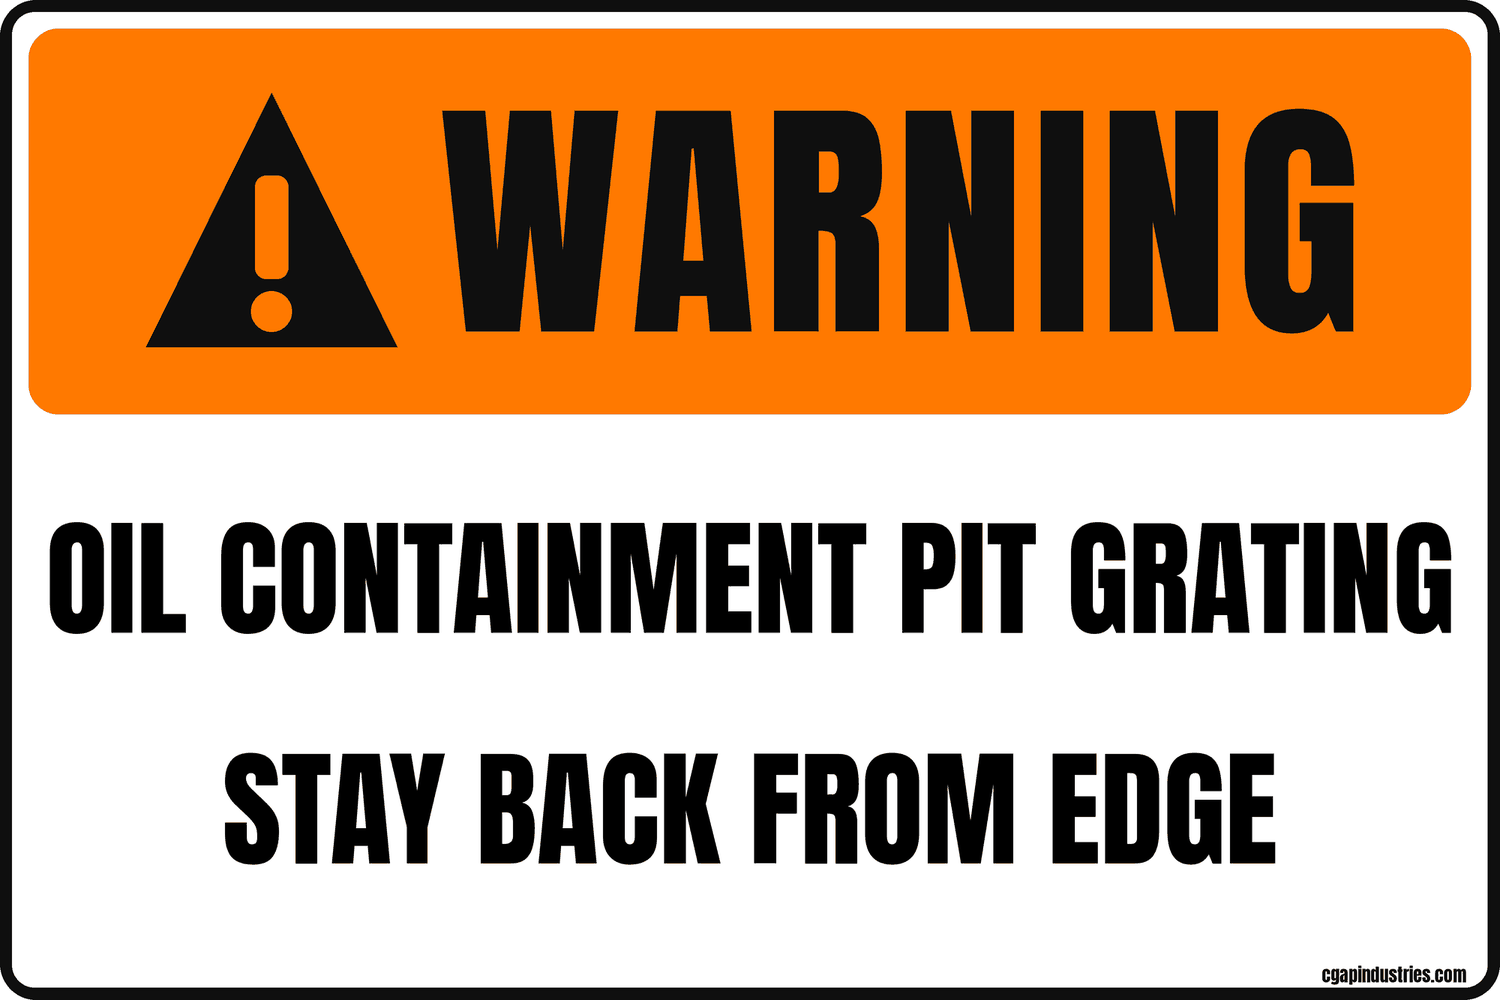 WARNING
OIL CONTAINMENT PIT GRATING
STAY BACK FROM EDGE
cgapindustries.com